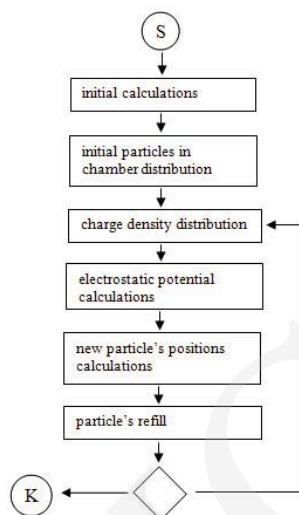 S
initial calculations
initial particles in
chamber distribution
charge density distribution
electrostatic potential
calculations
new particle's positions
calculations
particle's refill
K